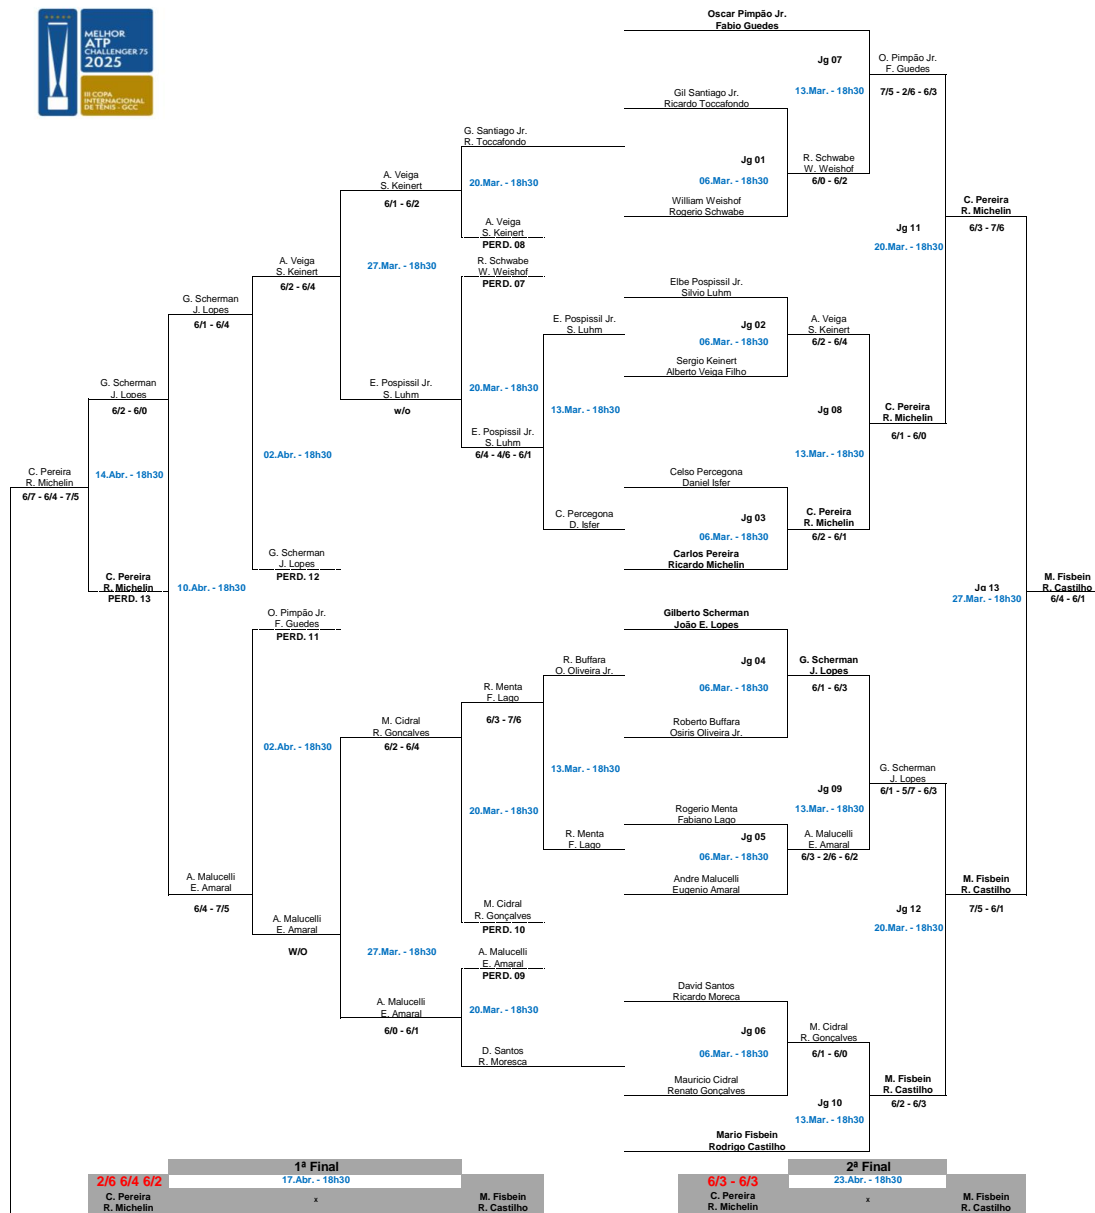 MELHOR
ATP
CHALLENGER 75
2025
III COPA
INTERNACIONAL
DE TÊNIS - GCC
Oscar Pimpão Jr.
Fabio Guedes
Jg 07
13.Mar. - 18h30
O. Pimpão Jr.
F. Guedes
7/5 - 2/6 - 6/3
Gil Santiago Jr.
Ricardo Toccafondo
G. Santiago Jr.
R. Toccafondo
Jg 01
06.Mar. - 18h30
R. Schwabe
W. Weishof
6/0 - 6/2
A. Veiga
S. Keinert
6/1 - 6/2
20.Mar. - 18h30
William Weishof
Rogerio Schwabe
C. Pereira
R. Michelin
6/3 - 7/6
A. Veiga
S. Keinert
PERD. 08
Jg 11
20.Mar. - 18h30
A. Veiga
S. Keinert
6/2 - 6/4
27.Mar. - 18h30
R. Schwabe
W. Weishof
PERD. 07
Elbe Pospissil Jr.
Silvio Luhm
G. Scherman
J. Lopes
6/1 - 6/4
E. Pospissil Jr.
S. Luhm
Jg 02
06.Mar. - 18h30
A. Veiga
S. Keinert
6/2 - 6/4
Sergio Keinert
Alberto Veiga Filho
G. Scherman
J. Lopes
6/2 - 6/0
E. Pospissil Jr.
S. Luhm
w/o
20.Mar. - 18h30
13.Mar. - 18h30
Jg 08
13.Mar. - 18h30
C. Pereira
R. Michelin
6/1 - 6/0
E. Pospissil Jr.
S. Luhm
6/4 - 4/6 - 6/1
02.Abr. - 18h30
C. Pereira
R. Michelin
6/7 - 6/4 - 7/5
14.Abr. - 18h30
Celso Percegona
Daniel Isfer
C. Percegona
D. Isfer
Jg 03
06.Mar. - 18h30
C. Pereira
R. Michelin
6/2 - 6/1
Carlos Pereira
Ricardo Michelin
G. Scherman
J. Lopes
PERD. 12
C. Pereira
R. Michelin
PERD. 13
10.Abr. - 18h30
Jg 13
27.Mar. - 18h30
M. Fisbein
R. Castilho
6/4 - 6/1
O. Pimpão Jr.
F. Guedes
PERD. 11
Gilberto Scherman
João E. Lopes
R. Buffara
O. Oliveira Jr.
Jg 04
06.Mar. - 18h30
G. Scherman
J. Lopes
6/1 - 6/3
R. Menta
F. Lago
6/3 - 7/6
Roberto Buffara
Osiris Oliveira Jr.
M. Cidral
R. Goncalves
6/2 - 6/4
02.Abr. - 18h30
13.Mar. - 18h30
G. Scherman
J. Lopes
6/1 - 5/7 - 6/3
Jg 09
13.Mar. - 18h30
20.Mar. - 18h30
Rogerio Menta
Fabiano Lago
R. Menta
F. Lago
Jg 05
06.Mar. - 18h30
A. Malucelli
E. Amaral
6/3 - 2/6 - 6/2
Andre Malucelli
Eugenio Amaral
A. Malucelli
E. Amaral
6/4 - 7/5
M. Fisbein
R. Castilho
7/5 - 6/1
M. Cidral
R. Gonçalves
PERD. 10
Jg 12
20.Mar. - 18h30
A. Malucelli
E. Amaral
W/O
27.Mar. - 18h30
A. Malucelli
E. Amaral
PERD. 09
David Santos
Ricardo Moreca
A. Malucelli
E. Amaral
6/0 - 6/1
20.Mar. - 18h30
D. Santos
R. Moresca
Jg 06
06.Mar. - 18h30
M. Cidral
R. Gonçalves
6/1 - 6/0
Mauricio Cidral
Renato Gonçalves
M. Fisbein
R. Castilho
6/2 - 6/3
Jg 10
13.Mar. - 18h30
Mario Fisbein
Rodrigo Castilho
1ª Final
2/6 6/4 6/2
17.Abr. - 18h30
C. Pereira
R. Michelin
x
M. Fisbein
R. Castilho
2ª Final
6/3 - 6/3
23.Abr. - 18h30
C. Pereira
R. Michelin
x
M. Fisbein
R. Castilho